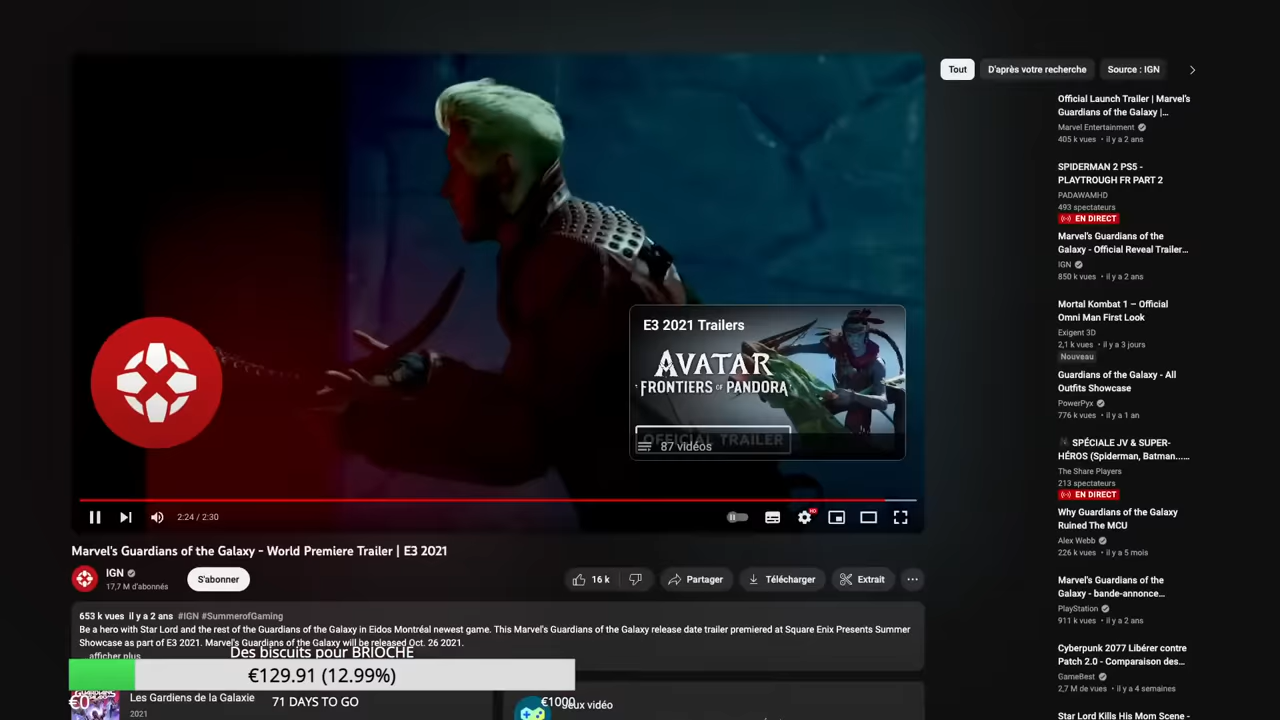 Tout
D'après votre recherche
Source : IGN
E3 2021 Trailers
AVATAR
FRONTIERS OF PANDORA
OFFICIAL TRAILER
87 vidéos
2:24 / 2:30
HD
Marvel's Guardians of the Galaxy - World Premiere Trailer | E3 2021
IGN
17,7 M d'abonnés
S'abonner
16 k
Partager
Télécharger
Extrait
653 k vues il y a 2 ans #IGN #SummerofGaming
Be a hero with Star Lord and the rest of the Guardians of the Galaxy in Eidos Montréal newest game. This Marvel's Guardians of the Galaxy release date trailer premiered at Square Enix Presents Summer
Showcase as part of E3 2021. Marvel's Guardians of the Galaxy will be released Oct. 26 2021.
afficher plus
Des biscuits pour BRIOCHE
€129.91 (12.99%)
€0
71 DAYS TO GO
€1000
GUARDIANS
Les Gardiens de la Galaxie
2021
Jeux vidéo
Official Launch Trailer | Marvel's
Guardians of the Galaxy |...
Marvel Entertainment
405 k vues • il y a 2 ans
SPIDERMAN 2 PS5 -
PLAYTROUGH FR PART 2
PADAWAMHD
493 spectateurs
EN DIRECT
Marvel's Guardians of the
Galaxy - Official Reveal Trailer...
IGN
850 k vues • il y a 2 ans
Mortal Kombat 1 – Official
Omni Man First Look
Exigent 3D
2,1 k vues • il y a 3 jours
Nouveau
Guardians of the Galaxy - All
Outfits Showcase
PowerPyx
776 k vues • il y a 1 an
SPÉCIALE JV & SUPER-
HÉROS (Spiderman, Batman......
The Share Players
213 spectateurs
EN DIRECT
Why Guardians of the Galaxy
Ruined The MCU
Alex Webb
226 k vues • il y a 5 mois
Marvel's Guardians of the
Galaxy - bande-annonce...
PlayStation
911 k vues • il y a 2 ans
Cyberpunk 2077 Libérer contre
Patch 2.0 - Comparaison des...
GameBest
2,7 M de vues • il y a 4 semaines
Star Lord Kills His Mom Scene -